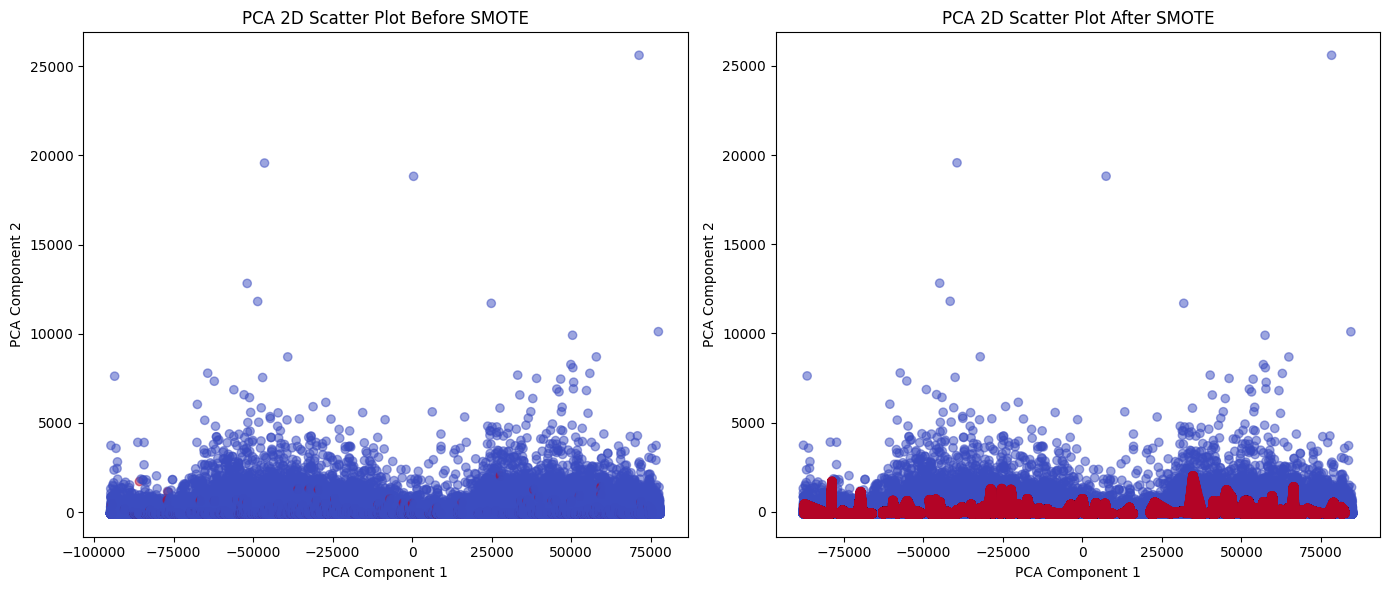 PCA 2D Scatter Plot Before SMOTE
PCA Component 2
25000
20000
15000
10000
5000
0
−100000 −75000 −50000 −25000 0 25000 50000 75000
PCA Component 1
PCA 2D Scatter Plot After SMOTE
PCA Component 2
25000
20000
15000
10000
5000
0
−75000 −50000 −25000 0 25000 50000 75000
PCA Component 1